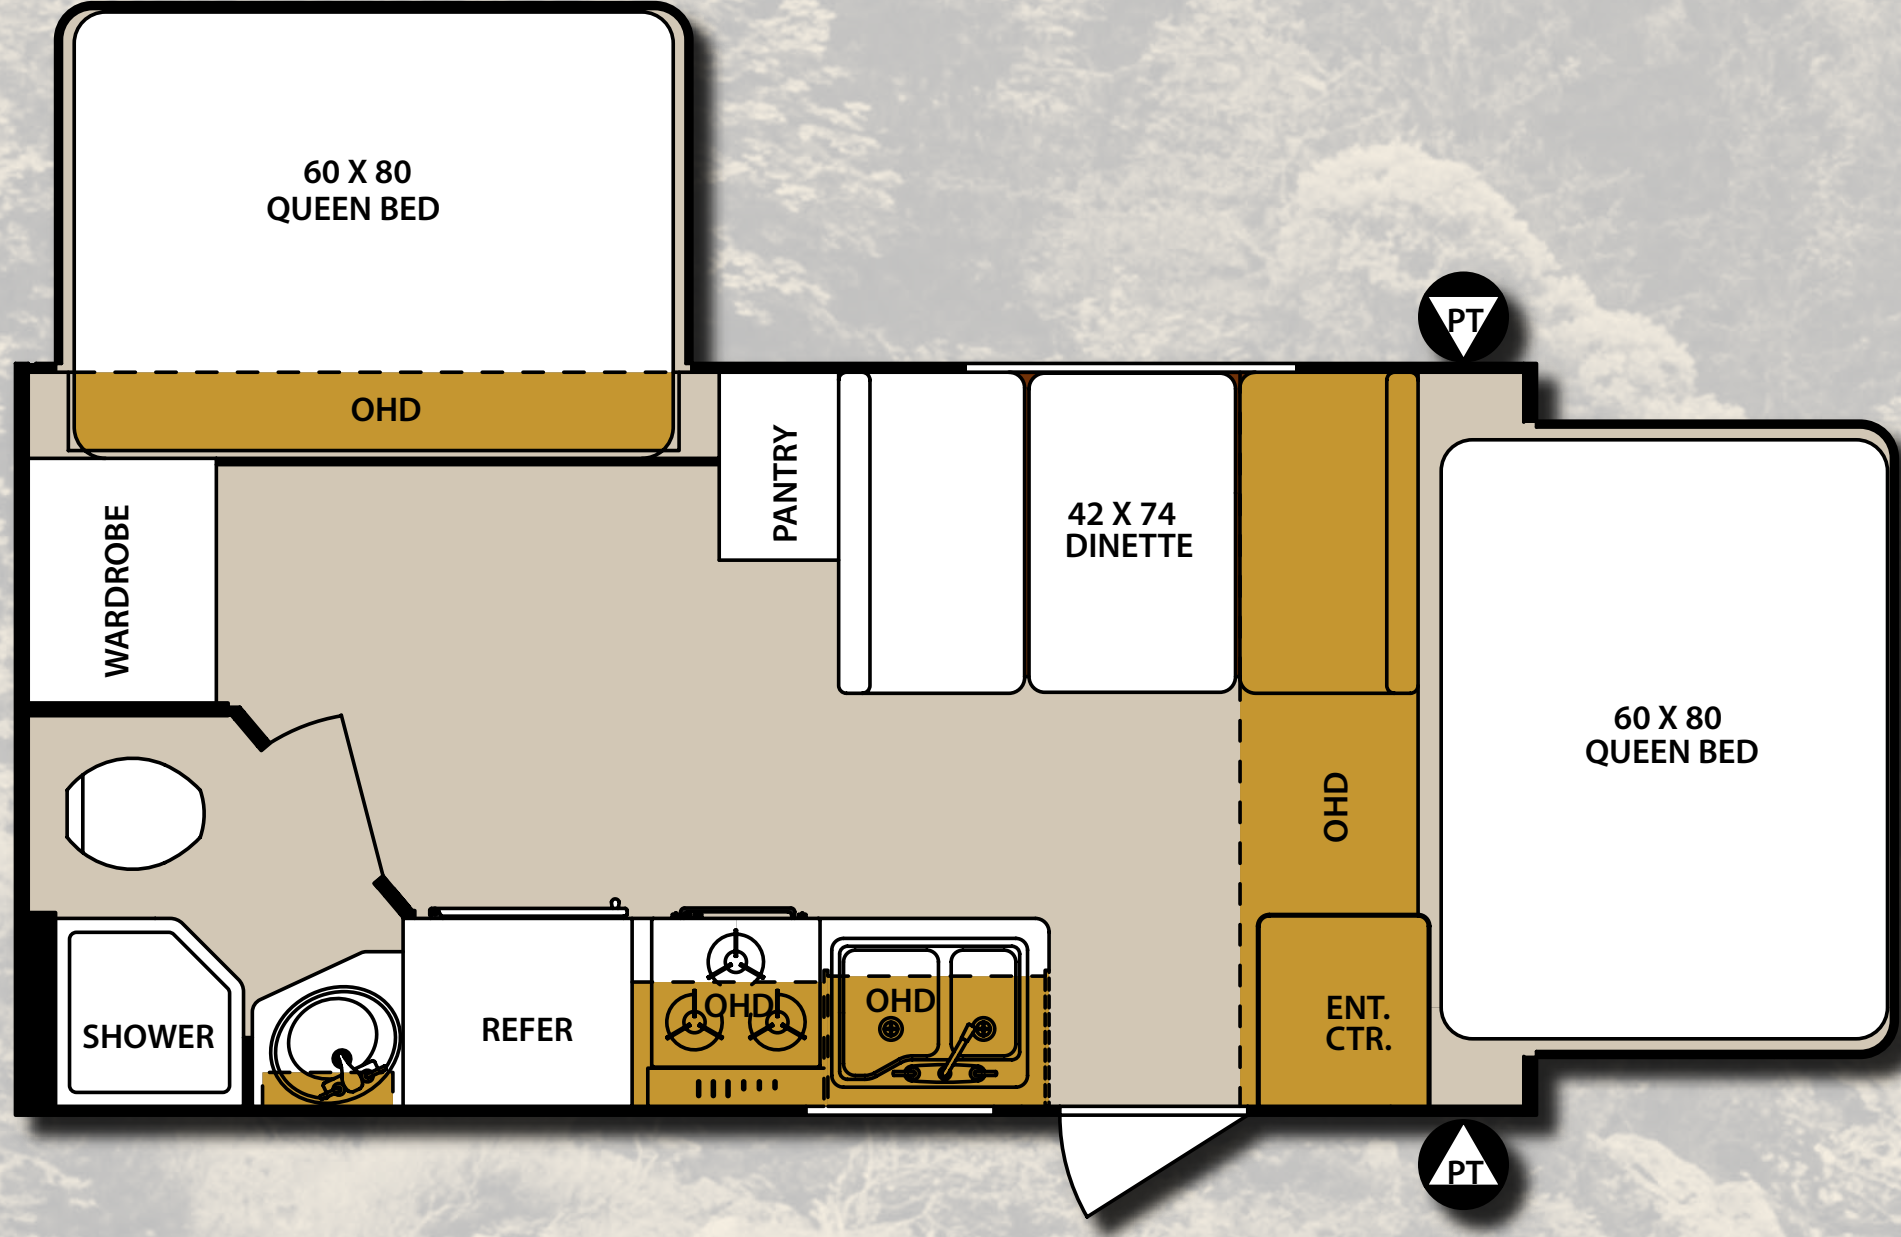 60 X 80
QUEEN BED
OHD
PT
PANTRY
WARDROBE
42 X 74
DINETTE
60 X 80
QUEEN BED
OHD
OHD
OHD
ENT.
CTR.
REFER
SHOWER
PT